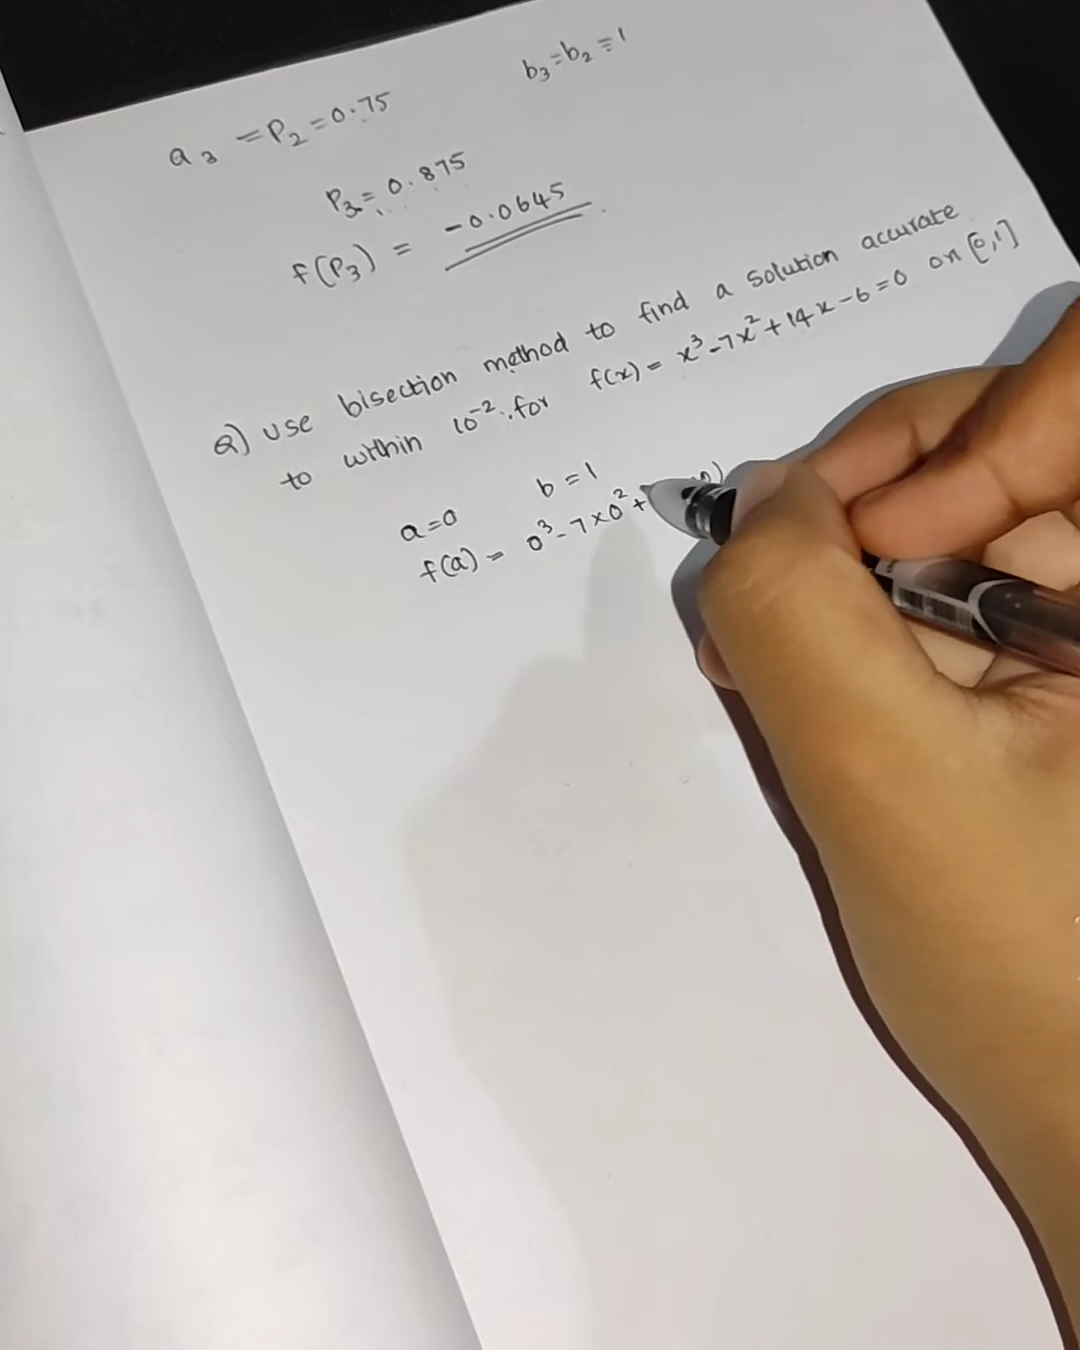 a₃ = P₂ = 0.75 b₃ = b₂ = 1
P₃ = 0.875
f(P₃) = -0.0645
Q) Use bisection method to find a solution accurate
to within 10⁻² for f(x) = x³-7x²+14x-6=0 on [0,1]
a=0 b=1
f(a) = 0³-7×0²+